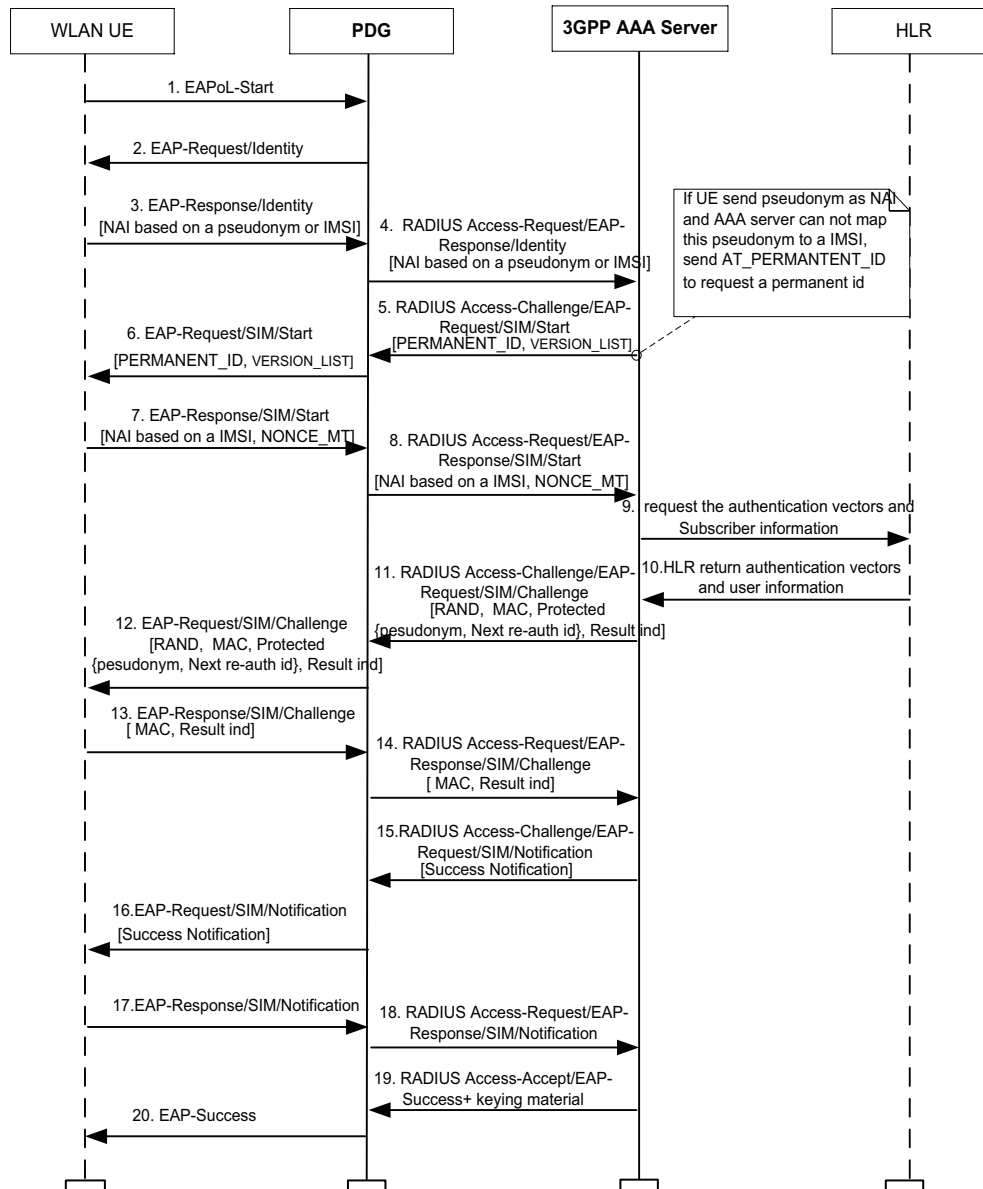 WLAN UE
PDG
3GPP AAA Server
HLR
1. EAPoL-Start
2. EAP-Request/Identity
3. EAP-Response/Identity
[NAI based on a pseudonym or IMSI]
4. RADIUS Access-Request/EAP-
Response/Identity
[NAI based on a pseudonym or IMSI]
If UE send pseudonym as NAI
and AAA server can not map
this pseudonym to a IMSI,
send AT_PERMANTENT_ID
to request a permanent id
5. RADIUS Access-Challenge/EAP-
Request/SIM/Start
[PERMANENT_ID, VERSION_LIST]
6. EAP-Request/SIM/Start
[PERMANENT_ID, VERSION_LIST]
7. EAP-Response/SIM/Start
[NAI based on a IMSI, NONCE_MT]
8. RADIUS Access-Request/EAP-
Response/SIM/Start
[NAI based on a IMSI, NONCE_MT]
9. request the authentication vectors and
Subscriber information
10.HLR return authentication vectors
and user information
11. RADIUS Access-Challenge/EAP-
Request/SIM/Challenge
[RAND, MAC, Protected
{pesudonym, Next re-auth id}, Result ind]
12. EAP-Request/SIM/Challenge
[RAND, MAC, Protected
{pesudonym, Next re-auth id}, Result ind]
13. EAP-Response/SIM/Challenge
[ MAC, Result ind]
14. RADIUS Access-Request/EAP-
Response/SIM/Challenge
[ MAC, Result ind]
15.RADIUS Access-Challenge/EAP-
Request/SIM/Notification
[Success Notification]
16.EAP-Request/SIM/Notification
[Success Notification]
17.EAP-Response/SIM/Notification
18. RADIUS Access-Request/EAP-
Response/SIM/Notification
19. RADIUS Access-Accept/EAP-
Success+ keying material
20. EAP-Success